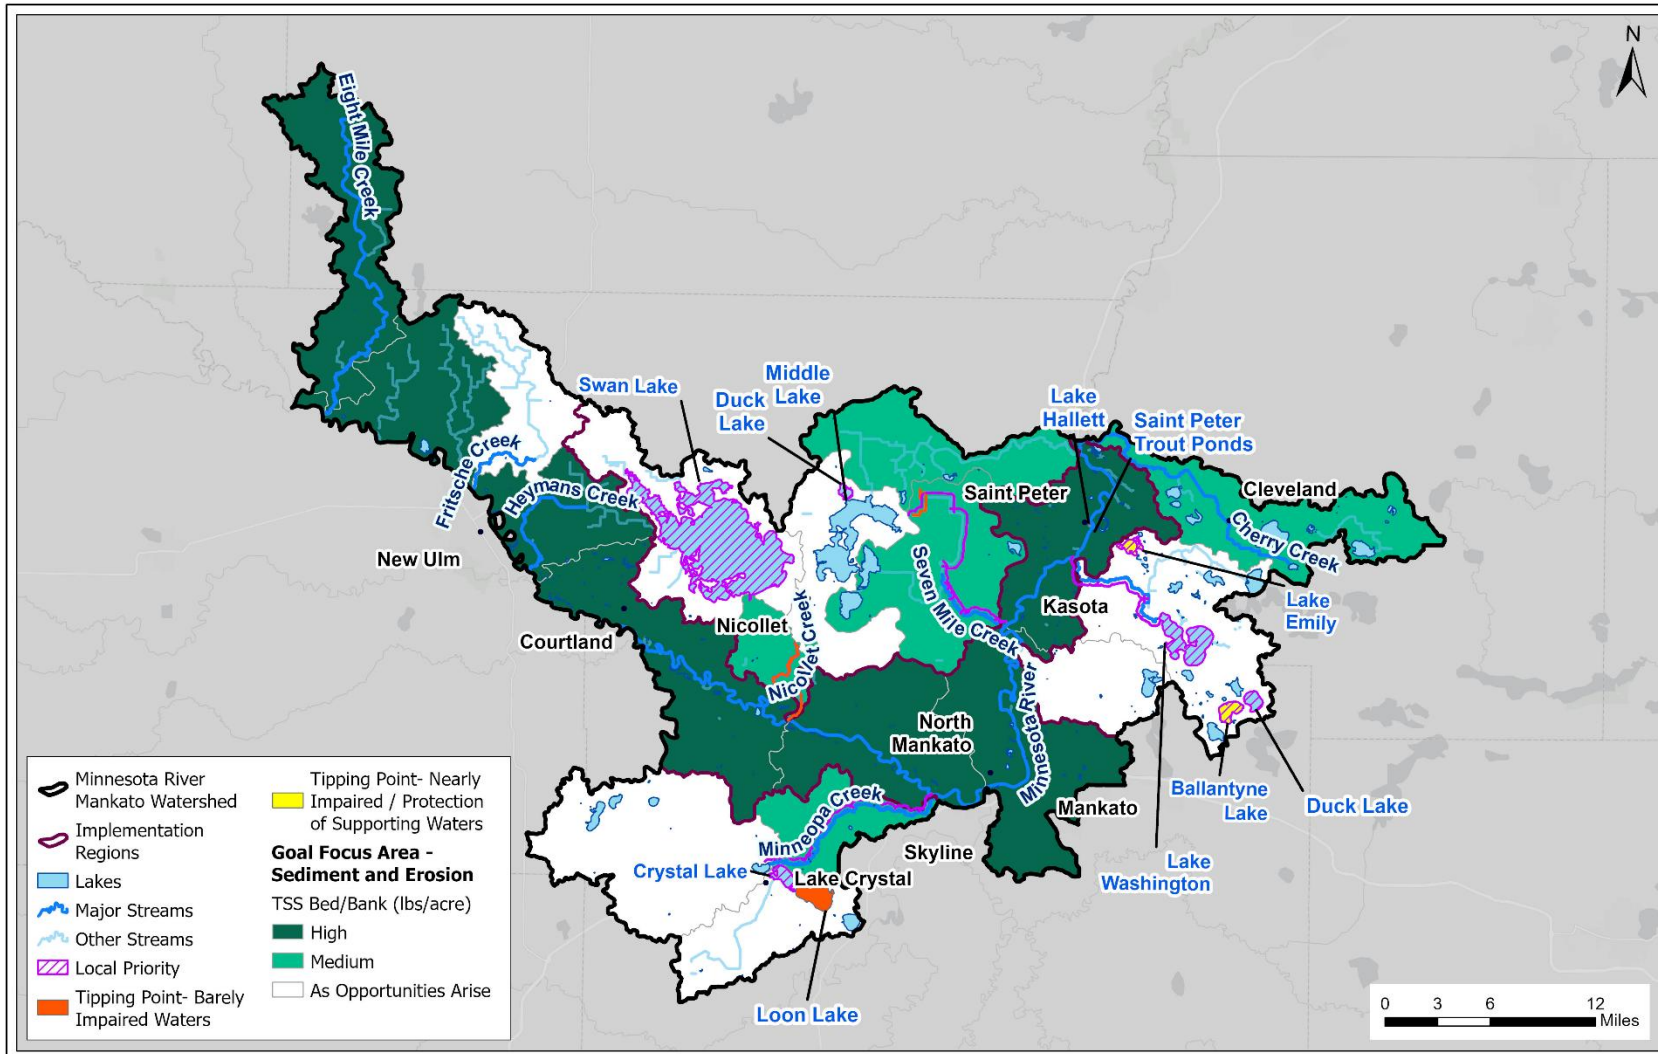 N
Eight Mile Creek
Swan Lake
Middle
Lake
Duck
Lake
Lake
Hallett
Saint Peter
Trout Ponds
Fritsche Creek
Heymans Creek
Saint Peter
Cleveland
Cherry Creek
New Ulm
Seven Mile Creek
Kasota
Lake
Emily
Courtland
Nicollet
Nicollet Creek
North
Mankato
Minnesota River
Mankato
Ballantyne
Lake
Duck Lake
Minneopa Creek
Skyline
Crystal Lake
Lake Crystal
Lake
Washington
Loon Lake
Minnesota River
Mankato Watershed
Implementation
Regions
Lakes
Major Streams
Other Streams
Local Priority
Tipping Point- Barely
Impaired Waters
Tipping Point- Nearly
Impaired / Protection
of Supporting Waters
Goal Focus Area -
Sediment and Erosion
TSS Bed/Bank (lbs/acre)
High
Medium
As Opportunities Arise
0 3 6 12
Miles